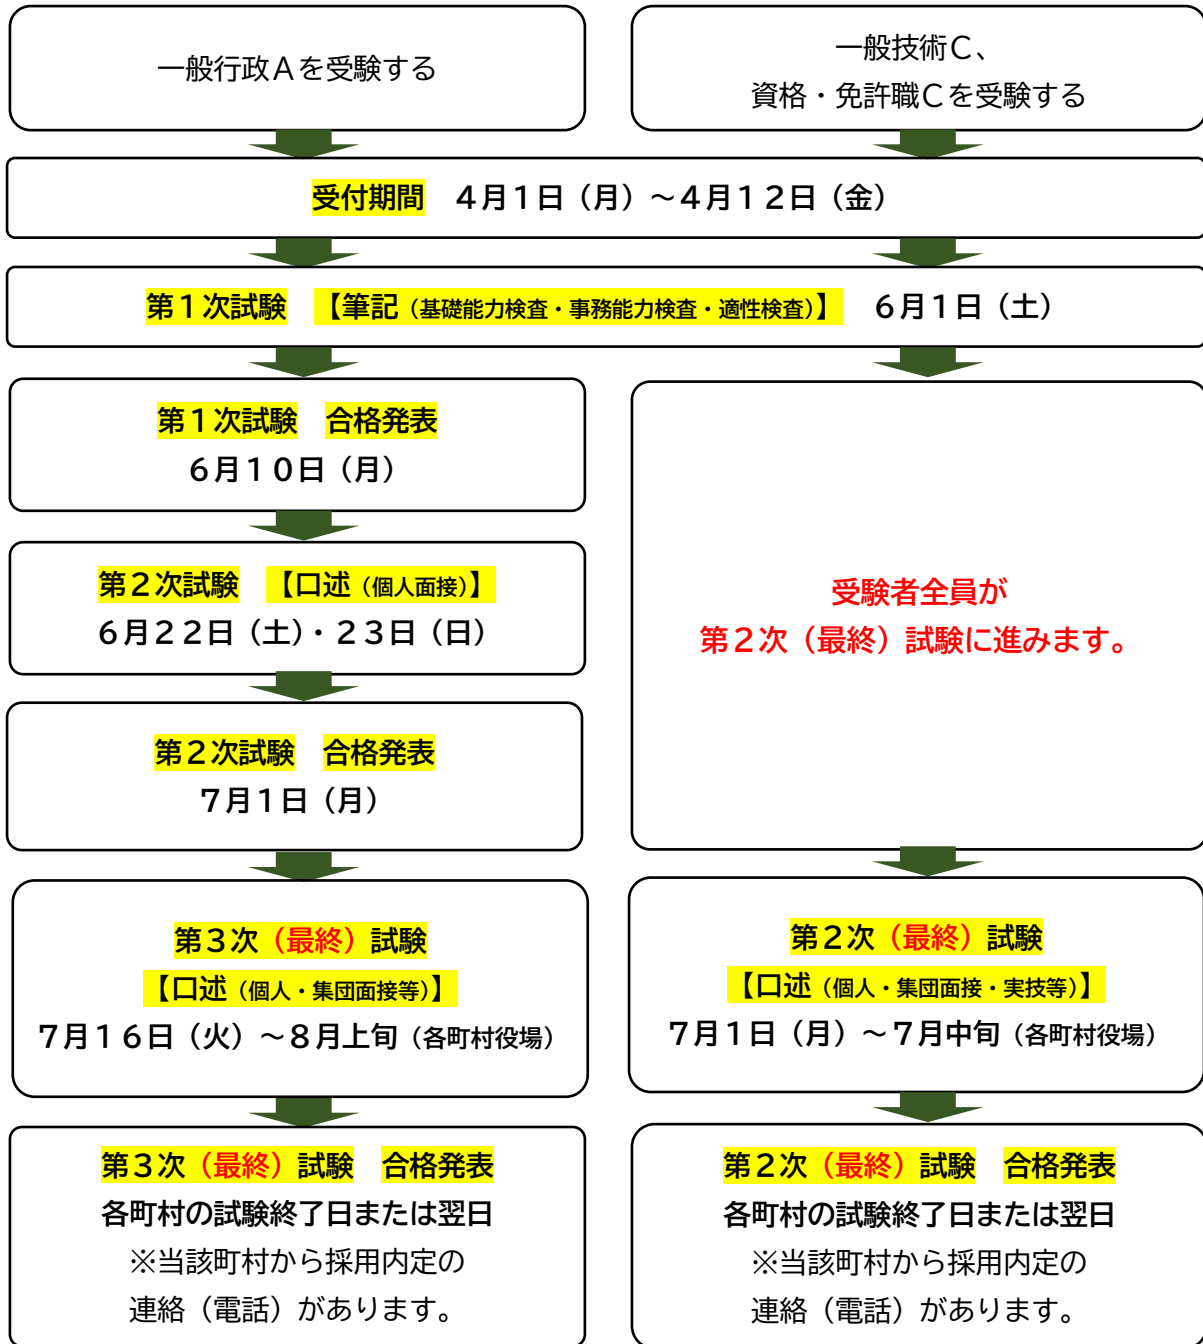 一般行政Aを受験する
一般技術C、
資格・免許職Cを受験する
受付期間　4月1日（月）～4月12日（金）
第1次試験　【筆記（基礎能力検査・事務能力検査・適性検査）】　6月1日（土）
第1次試験　合格発表
6月10日（月）
第2次試験　【口述（個人面接）】
6月22日（土）・23日（日）
第2次試験　合格発表
7月1日（月）
受験者全員が
第2次（最終）試験に進みます。
第3次（最終）試験
【口述（個人・集団面接等）】
7月16日（火）～8月上旬（各町村役場）
第2次（最終）試験
【口述（個人・集団面接・実技等）】
7月1日（月）～7月中旬（各町村役場）
第3次（最終）試験　合格発表
各町村の試験終了日または翌日
※当該町村から採用内定の
連絡（電話）があります。
第2次（最終）試験　合格発表
各町村の試験終了日または翌日
※当該町村から採用内定の
連絡（電話）があります。